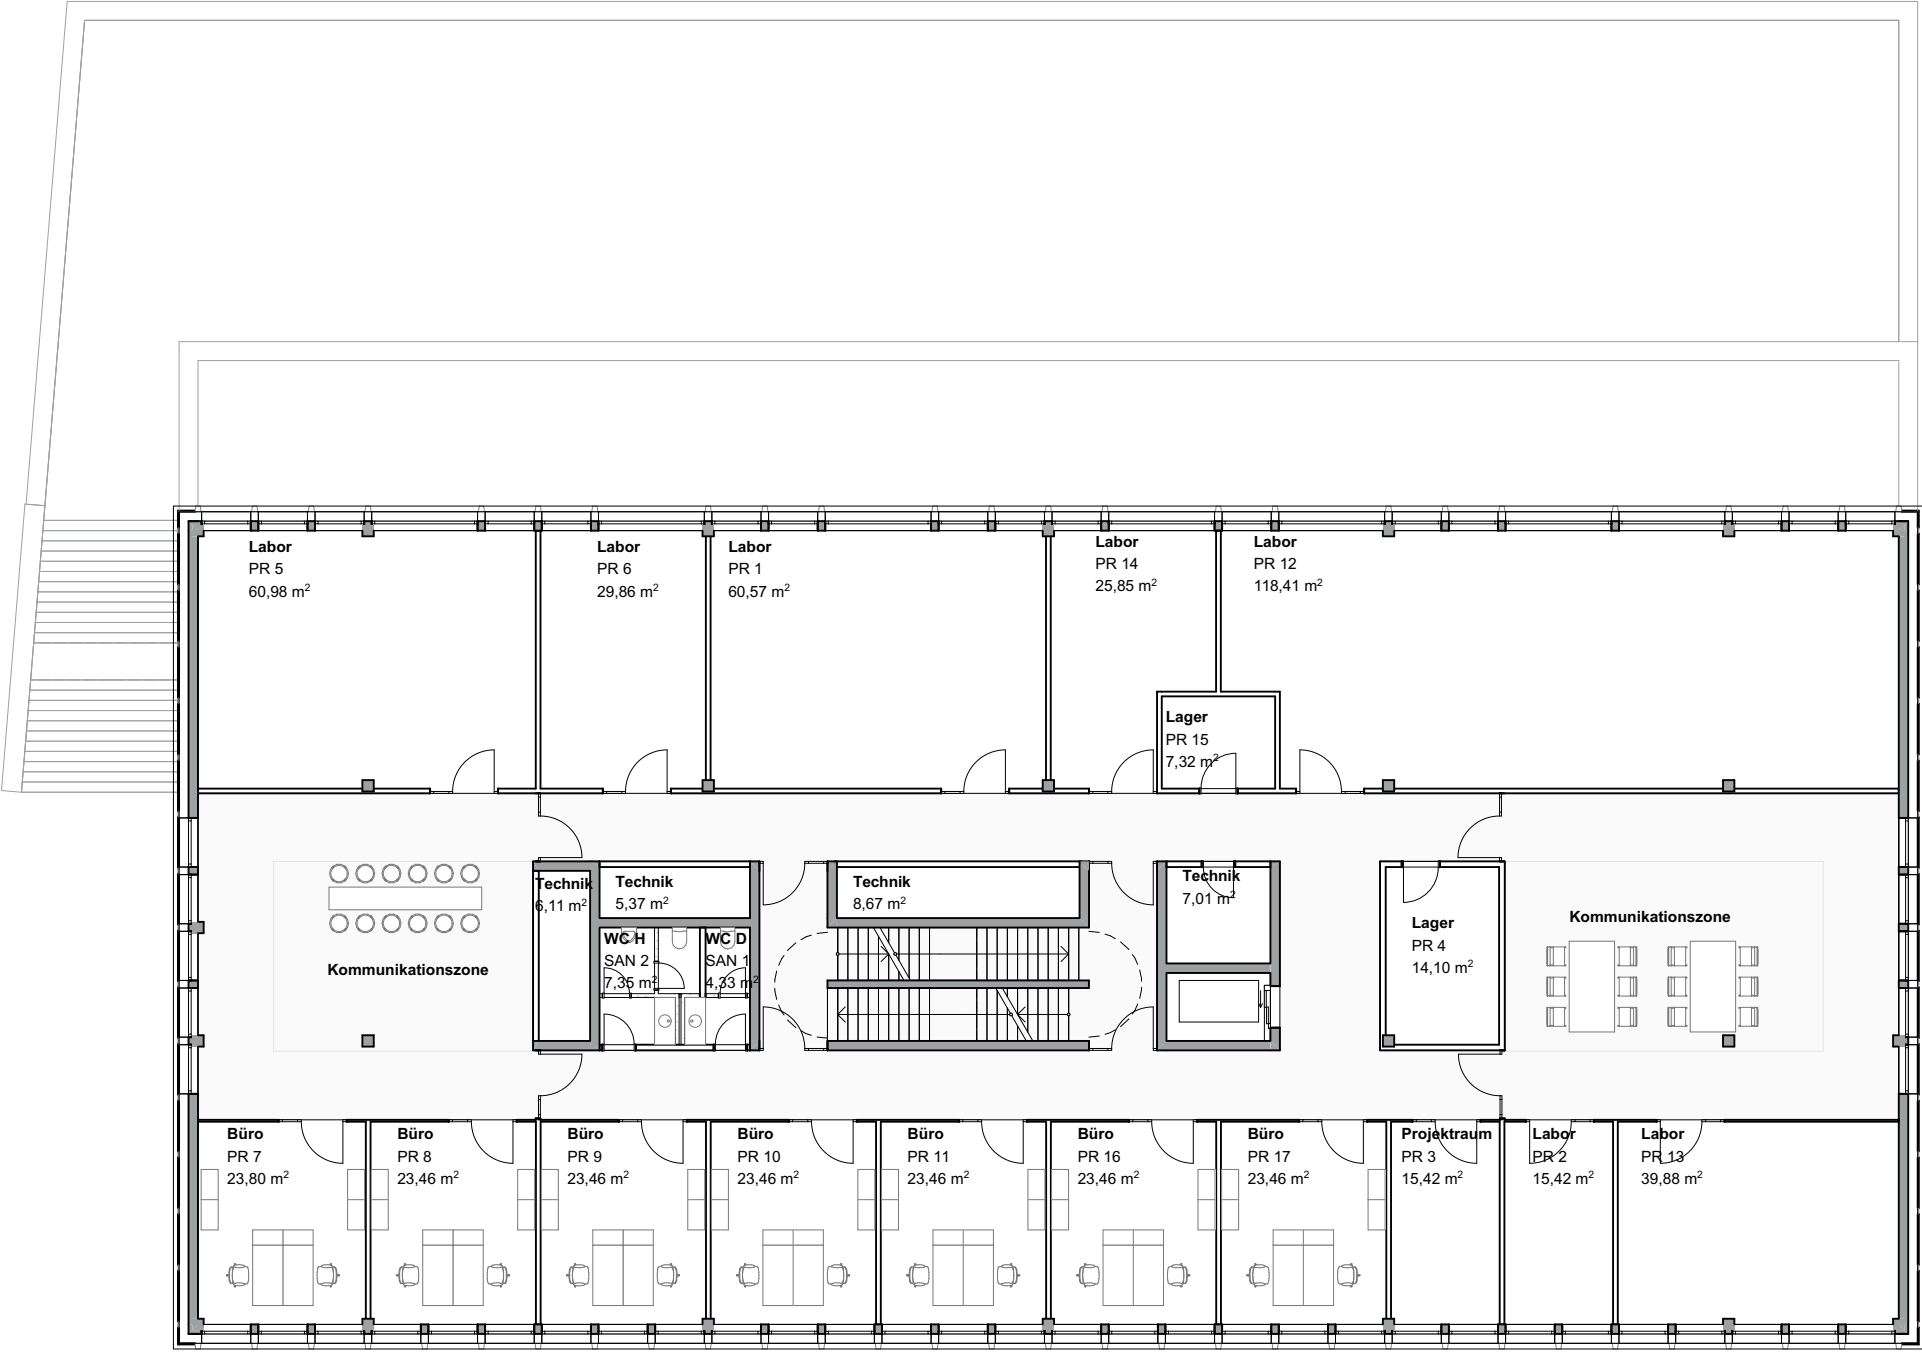 Labor
PR 5
60,98 m²
Labor
PR 6
29,86 m²
Labor
PR 1
60,57 m²
Labor
PR 14
25,85 m²
Labor
PR 12
118,41 m²
Lager
PR 15
7,32 m²
Technik
6,11 m²
Technik
5,37 m²
Technik
8,67 m²
Technik
7,01 m²
WC H
SAN 2
7,35 m²
WC D
SAN 1
4,33 m²
Kommunikationszone
Lager
PR 4
14,10 m²
Kommunikationszone
Büro
PR 7
23,80 m²
Büro
PR 8
23,46 m²
Büro
PR 9
23,46 m²
Büro
PR 10
23,46 m²
Büro
PR 11
23,46 m²
Büro
PR 16
23,46 m²
Büro
PR 17
23,46 m²
Projektraum
PR 3
15,42 m²
Labor
PR 2
15,42 m²
Labor
PR 13
39,88 m²